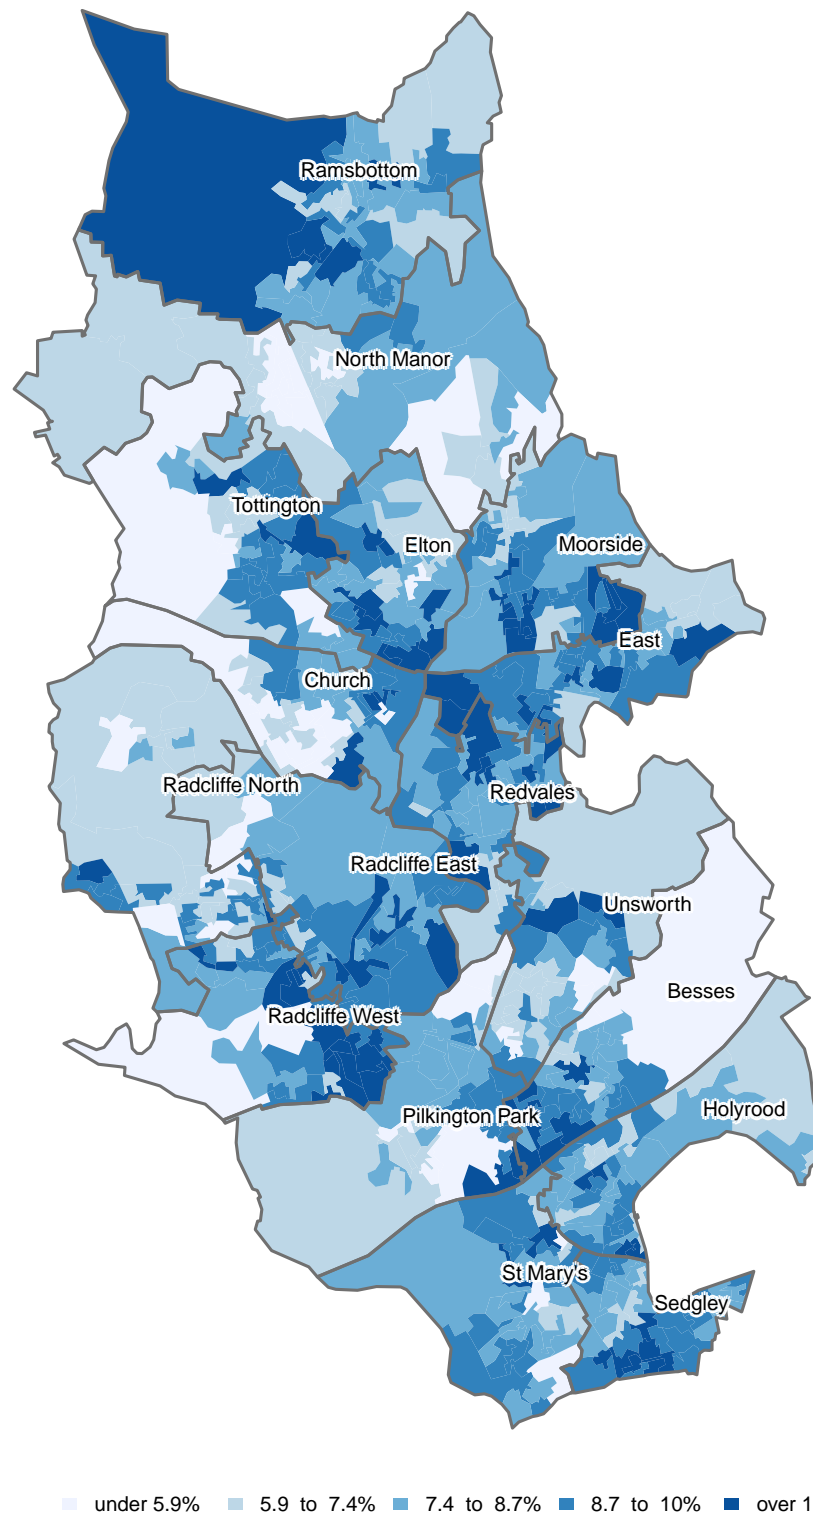 Ramsbottom
North Manor
Tottington
Elton
Moorside
East
Church
Radcliffe North
Redvales
Radcliffe East
Unsworth
Besses
Radcliffe West
Holyrood
Pilkington Park
St Mary's
Sedgley
under 5.9% 5.9 to 7.4% 7.4 to 8.7% 8.7 to 10% over 1